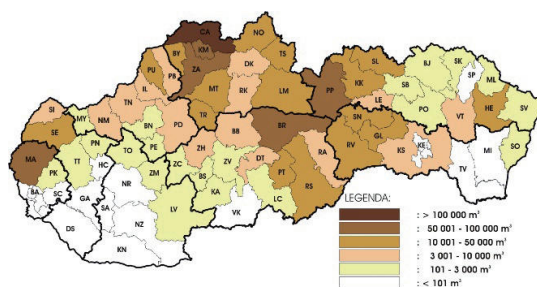 CA
NO
BY
KM
TS
PU
PB
ZA
DK
SL
BJ
SK
SP
ML
IL
MT
RK
LM
PP
KK
SB
LE
SI
TN
TR
PO
VT
HE
SV
MY
NM
BN
PD
BB
BR
SN
GL
SE
RA
RV
KS
KE
MI
SO
MA
PN
TO
PE
ZH
DT
TV
PK
TT
HC
ZC
ZV
PT
RS
ZM
BS
KA
LC
BA
SC
GA
NR
SA
LV
VK
DS
NZ
KN
LEGENDA:
: > 100 000 m³
: 50 001 - 100 000 m³
: 10 001 - 50 000 m³
: 3 001 - 10 000 m³
: 101 - 3 000 m³
: < 101 m³